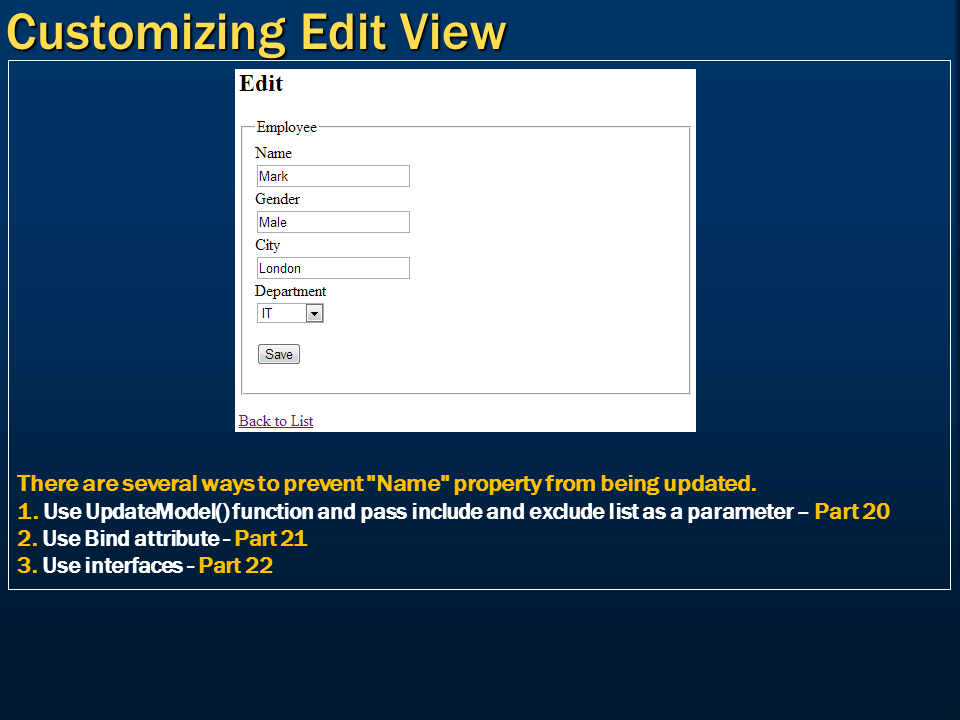 Customizing Edit View
Edit
Employee
Name
Mark
Gender
Male
City
London
Department
IT
Save
Back to List
There are several ways to prevent "Name" property from being updated.
1. Use UpdateModel() function and pass include and exclude list as a parameter – Part 20
2. Use Bind attribute - Part 21
3. Use interfaces - Part 22